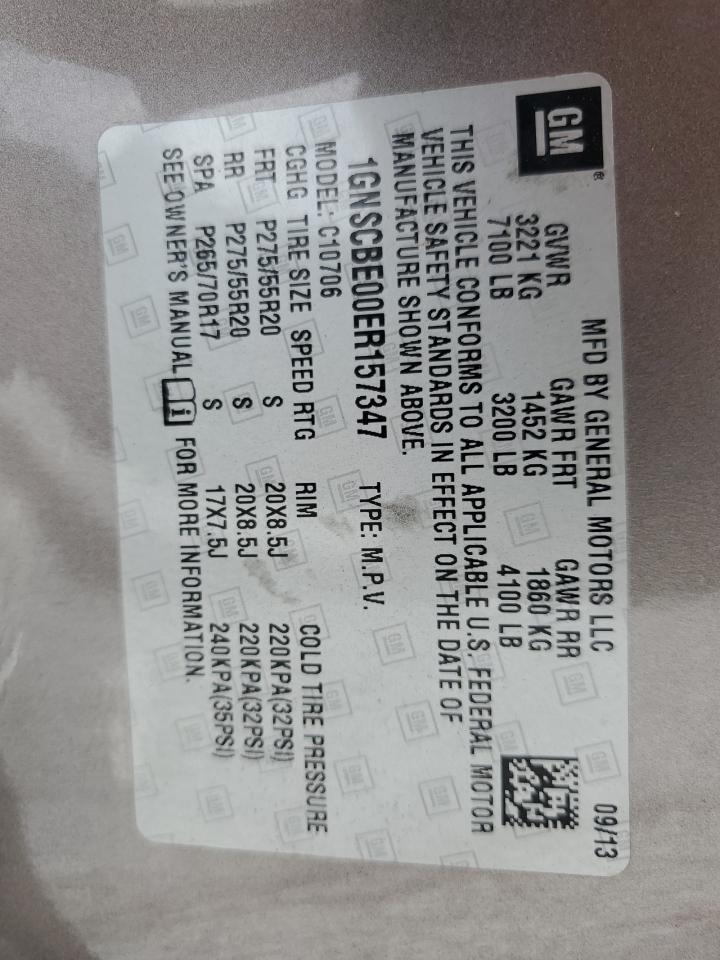 GM ®
MFD BY GENERAL MOTORS LLC 09/13
GVWR GAWR FRT GAWR RR
3221 KG 1452 KG 1860 KG
7100 LB 3200 LB 4100 LB
THIS VEHICLE CONFORMS TO ALL APPLICABLE U.S. FEDERAL MOTOR
VEHICLE SAFETY STANDARDS IN EFFECT ON THE DATE OF
MANUFACTURE SHOWN ABOVE.
1GNSCBE00ER157347 TYPE: M.P.V.
MODEL: C10706
CGHG TIRE SIZE SPEED RTG RIM COLD TIRE PRESSURE
FRT P275/55R20 S 20X8.5J 220KPA(32PSI)
RR P275/55R20 S 20X8.5J 220KPA(32PSI)
SPA P265/70R17 S 17X7.5J 240KPA(35PSI)
SEE OWNER'S MANUAL i FOR MORE INFORMATION.